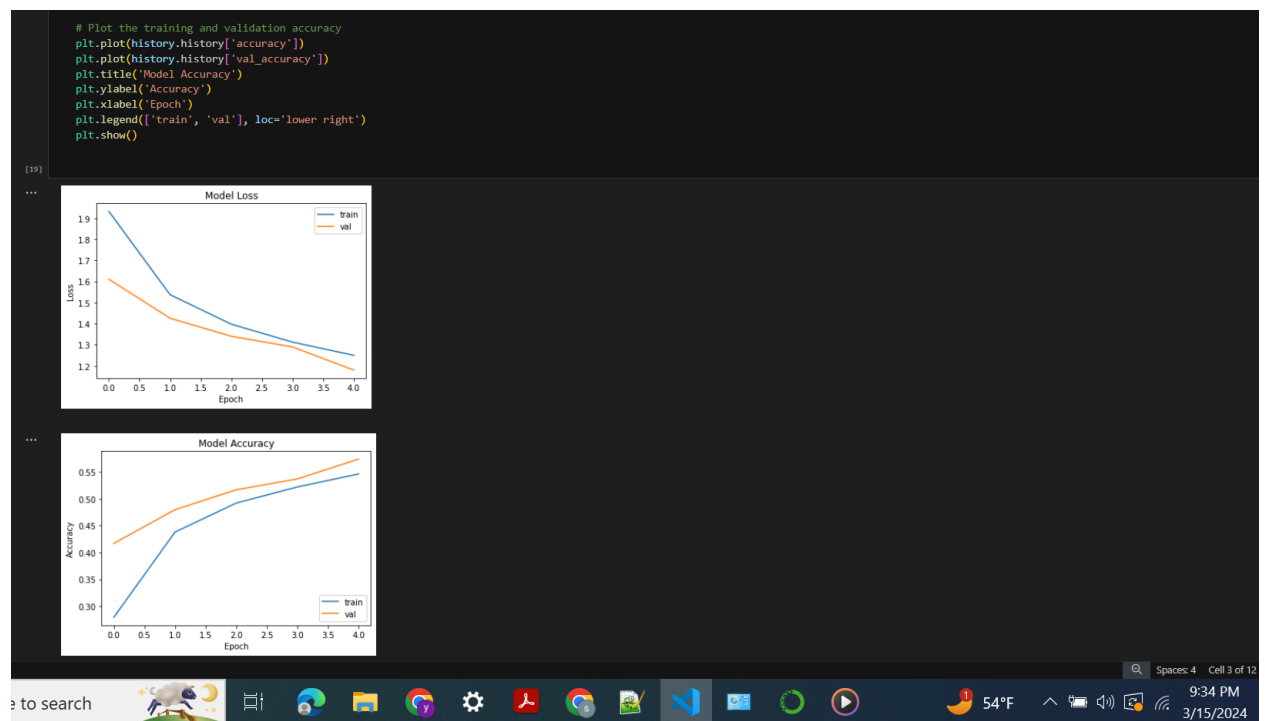 # Plot the training and validation accuracy
plt.plot(history.history['accuracy'])
plt.plot(history.history['val_accuracy'])
plt.title('Model Accuracy')
plt.ylabel('Accuracy')
plt.xlabel('Epoch')
plt.legend(['train', 'val'], loc='lower right')
plt.show()
[19]
...
Model Loss
train
val
1.9
1.8
1.7
1.6
1.5
1.4
1.3
1.2
Loss
0.0 0.5 1.0 1.5 2.0 2.5 3.0 3.5 4.0
Epoch
...
Model Accuracy
0.55
0.50
0.45
0.40
0.35
0.30
Accuracy
train
val
0.0 0.5 1.0 1.5 2.0 2.5 3.0 3.5 4.0
Epoch
Spaces: 4 Cell 3 of 12
e to search
y
s
1
54°F
9:34 PM
3/15/2024